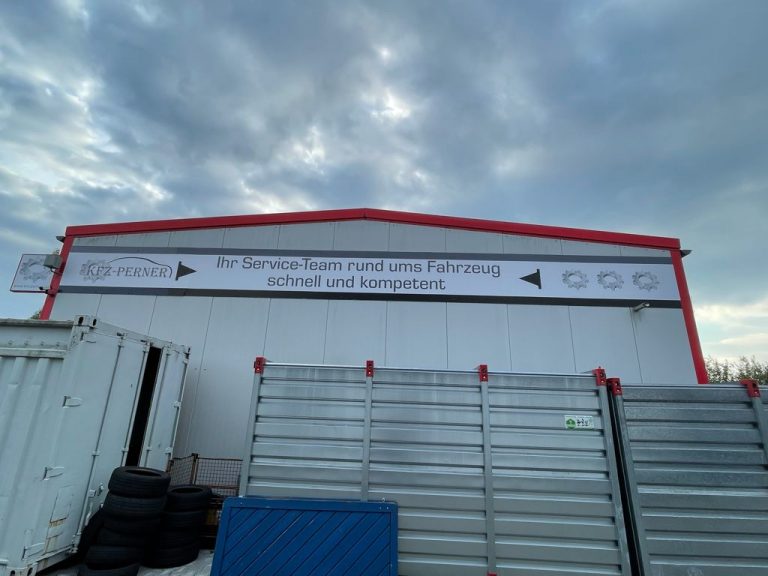 KFZ-PERNER
Ihr Service-Team rund ums Fahrzeug
schnell und kompetent